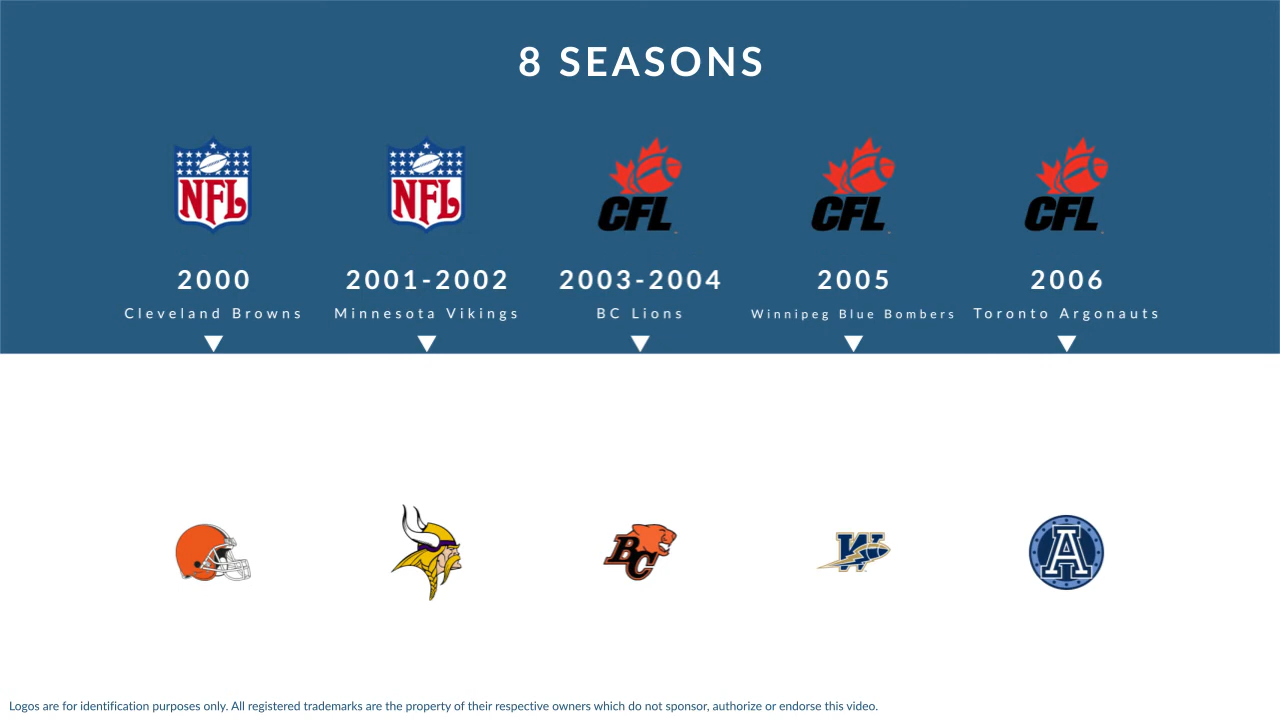 8 SEASONS
NFL NFL CFL CFL CFL
2000 2001-2002 2003-2004 2005 2006
Cleveland Browns Minnesota Vikings BC Lions Winnipeg Blue Bombers Toronto Argonauts
BC W A
Logos are for identification purposes only. All registered trademarks are the property of their respective owners which do not sponsor, authorize or endorse this video.